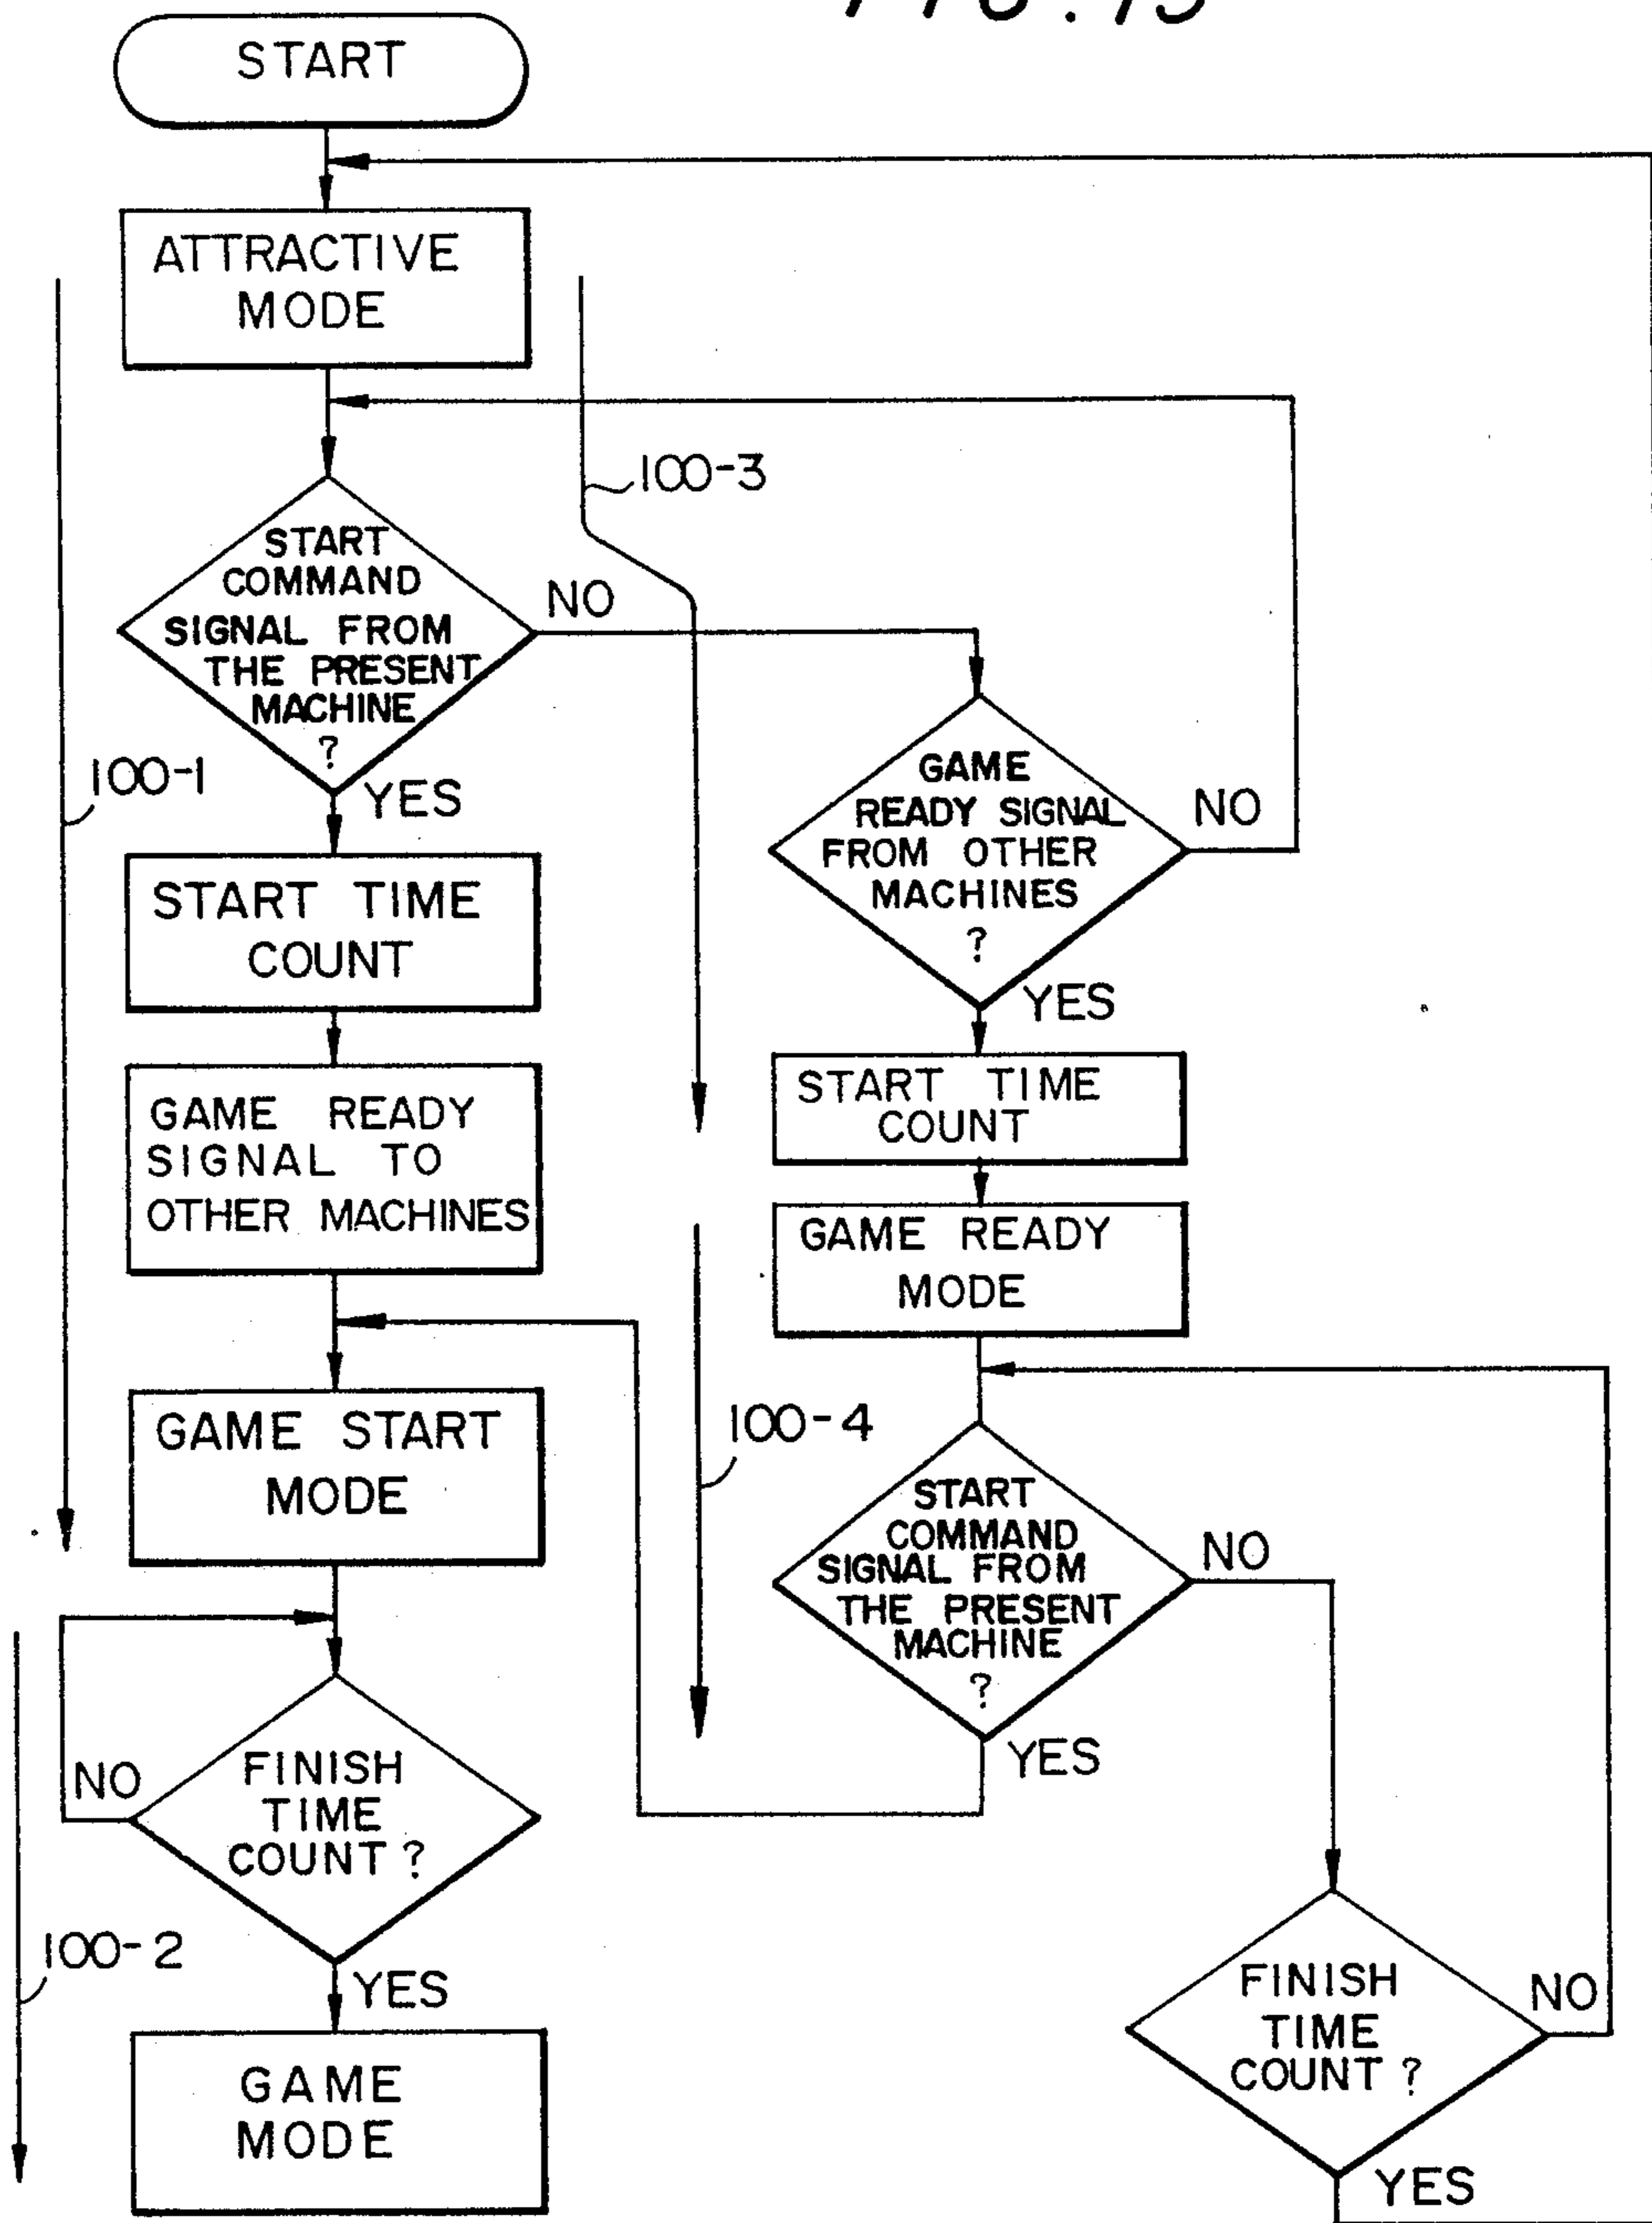 START
ATTRACTIVE
MODE
100-3
START
COMMAND
SIGNAL FROM
THE PRESENT
MACHINE
?
NO
YES
100-1
GAME
READY SIGNAL
FROM OTHER
MACHINES
?
NO
YES
START TIME
COUNT
START TIME
COUNT
GAME READY
SIGNAL TO
OTHER MACHINES
GAME READY
MODE
GAME START
MODE
100-4
START
COMMAND
SIGNAL FROM
THE PRESENT
MACHINE
?
NO
YES
FINISH
TIME
COUNT ?
NO
YES
100-2
FINISH
TIME
COUNT ?
NO
YES
GAME
MODE